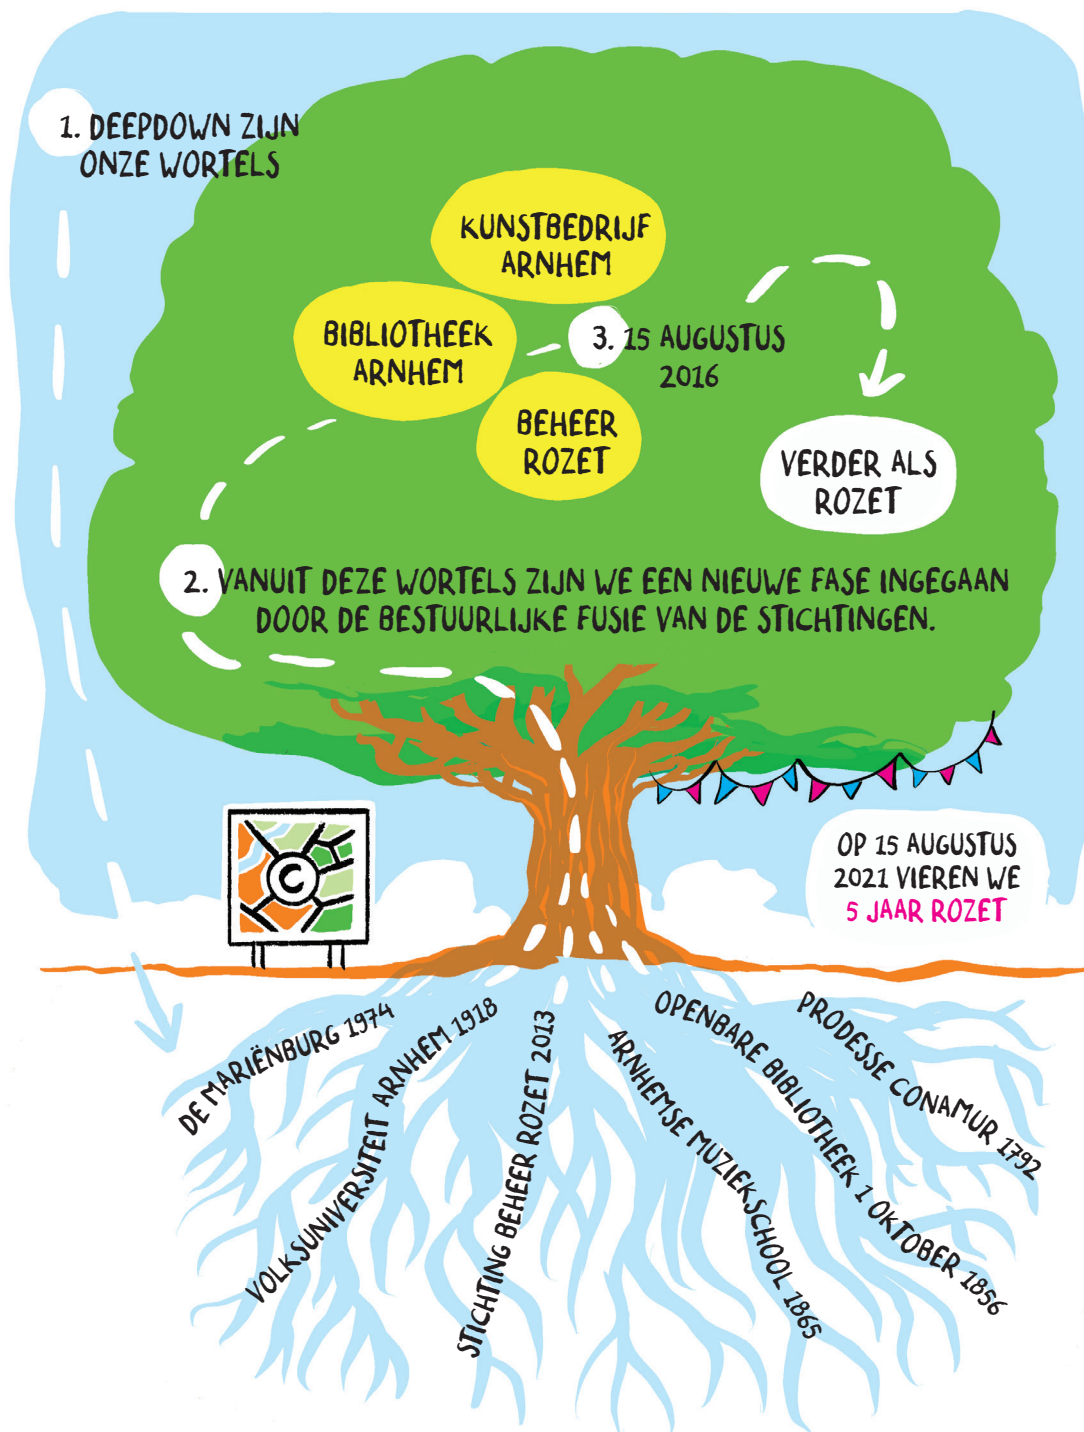 1. DEEPDOWN ZIJN
ONZE WORTELS
KUNSTBEDRIJF
ARNHEM
BIBLIOTHEEK
ARNHEM
3. 15 AUGUSTUS
2016
BEHEER
ROZET
VERDER ALS
ROZET
2. VANUIT DEZE WORTELS ZIJN WE EEN NIEUWE FASE INGEGAAN
DOOR DE BESTUURLIJKE FUSIE VAN DE STICHTINGEN.
C
OP 15 AUGUSTUS
2021 VIEREN WE
5 JAAR ROZET
DE MARIËNBURG 1974
VOLKSUNIVERSITEIT ARNHEM 1918
STICHTING BEHEER ROZET 2013
ARNHEMSE MUZIEKSCHOOL 1865
OPENBARE BIBLIOTHEEK 1 OKTOBER 1856
PRODESSE CONAMUR 1792